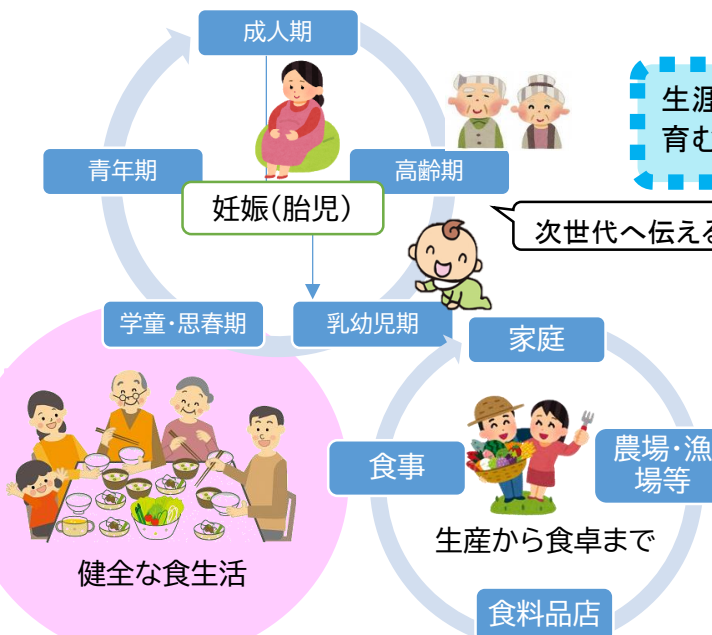 成人期
生涯
育む
青年期
高齢期
妊娠(胎児)
次世代へ伝える
学童・思春期
乳幼児期
家庭
食事
農場・漁
場等
生産から食卓まで
健全な食生活
食料品店